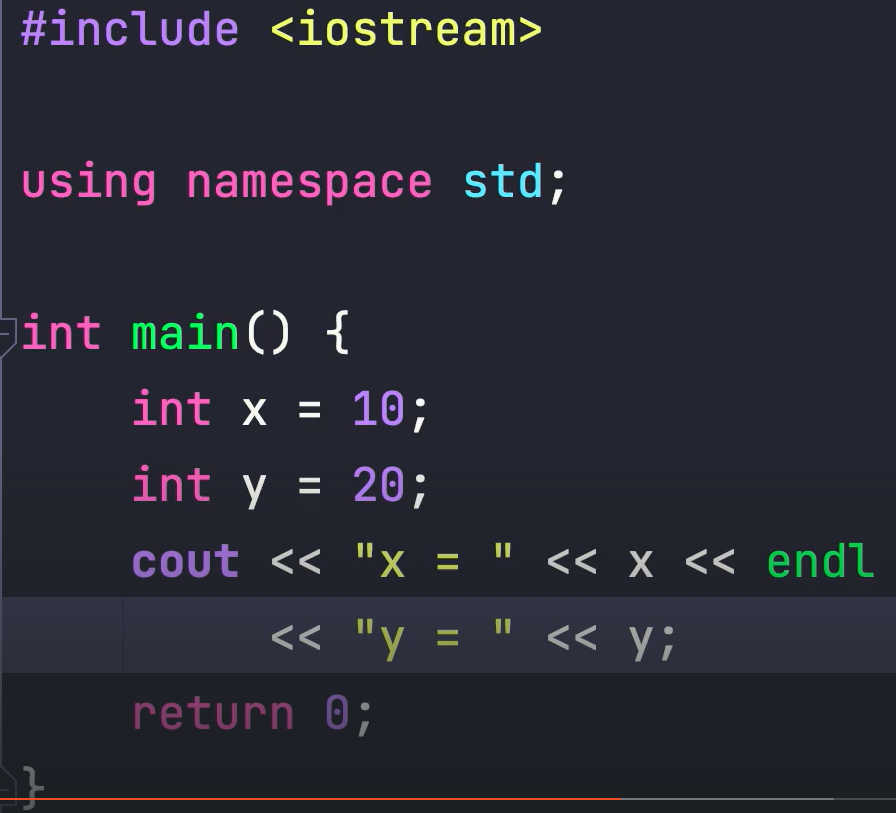 #include <iostream>
using namespace std;
int main() {
    int x = 10;
    int y = 20;
    cout << "x = " << x << endl
         << "y = " << y;
    return 0;
}